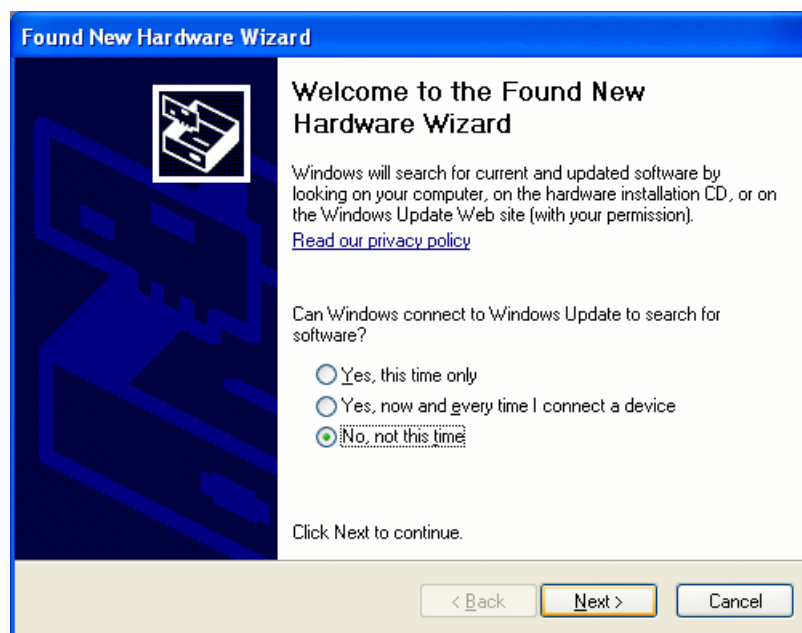 Found New Hardware Wizard
Welcome to the Found New
Hardware Wizard
Windows will search for current and updated software by
looking on your computer, on the hardware installation CD, or on
the Windows Update Web site (with your permission).
Read our privacy policy
Can Windows connect to Windows Update to search for
software?
Yes, this time only
Yes, now and every time I connect a device
No, not this time
Click Next to continue.
< Back
Next >
Cancel